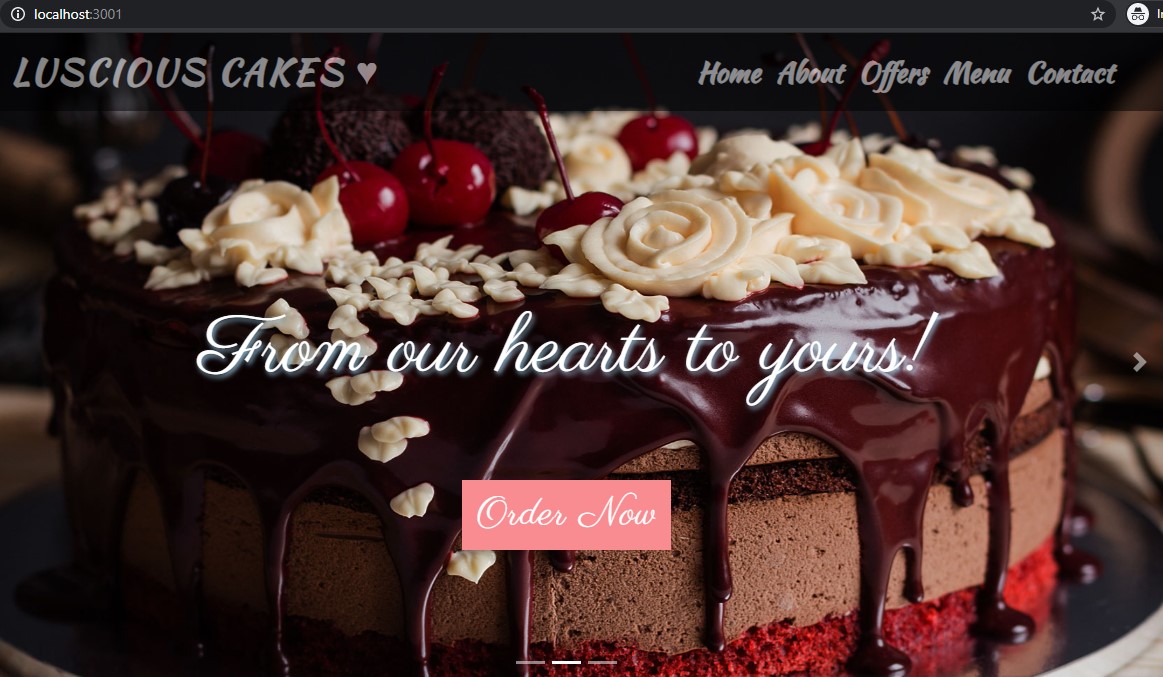 localhost:3001
LUSCIOUS CAKES ♥
Home About Offers Menu Contact
From our hearts to yours!
Order Now